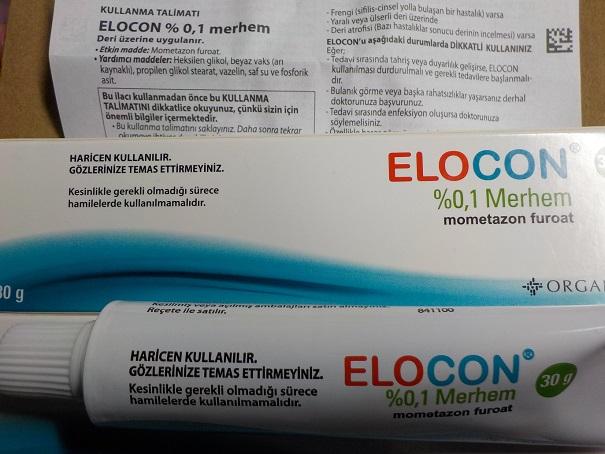 KULLANMA TALİMATI
ELOCON % 0,1 merhem
Deri üzerine uygulanır.
• Etkin madde: Mometazon furoat.
• Yardımcı maddeler: Heksilen glikol, beyaz vaks (arı
kaynaklı), propilen glikol stearat, vazelin, saf su ve fosforik
asit.
Bu ilacı kullanmadan önce bu KULLANMA
TALİMATINI dikkatlice okuyunuz, çünkü sizin için
önemli bilgiler içermektedir.
• Bu kullanma talimatını saklayınız. Daha sonra tekrar
- Frengi (sifilis-cinsel yolla bulaşan bir hastalık) varsa
- Yaralı veya ülserli deri üzerinde
- Deri atrofisi (Bazı hastalıklar sonucu derinin incelmesi) varsa
ELOCON'u aşağıdaki durumlarda DİKKATLİ KULLANINIZ
Eğer;
- Tedavi sırasında tahriş veya duyarlılık gelişirse, ELOCON
kullanılması durdurulmalı ve gerekli tedavilere başlanmalı-
dır.
- Bulanık görme veya başka rahatsızlıklar yaşarsanız derhal
doktorunuza başvurunuz.
- Tedavi sırasında enfeksiyon oluşursa doktorunuza
söylemelisiniz.
HARİCEN KULLANILIR.
GÖZLERİNİZE TEMAS ETTİRMEYİNİZ.
Kesinlikle gerekli olmadığı sürece
hamilelerde kullanılmamalıdır.
ELOCON®
%0,1 Merhem
mometazon furoat
30 g
ORGA
Reçete ile satılır.
841100
HARİCEN KULLANILIR.
GÖZLERİNİZE TEMAS ETTİRMEYİNİZ.
Kesinlikle gerekli olmadığı sürece
hamilelerde kullanılmamalıdır.
ELOCON®
%0,1 Merhem
mometazon furoat
30 g